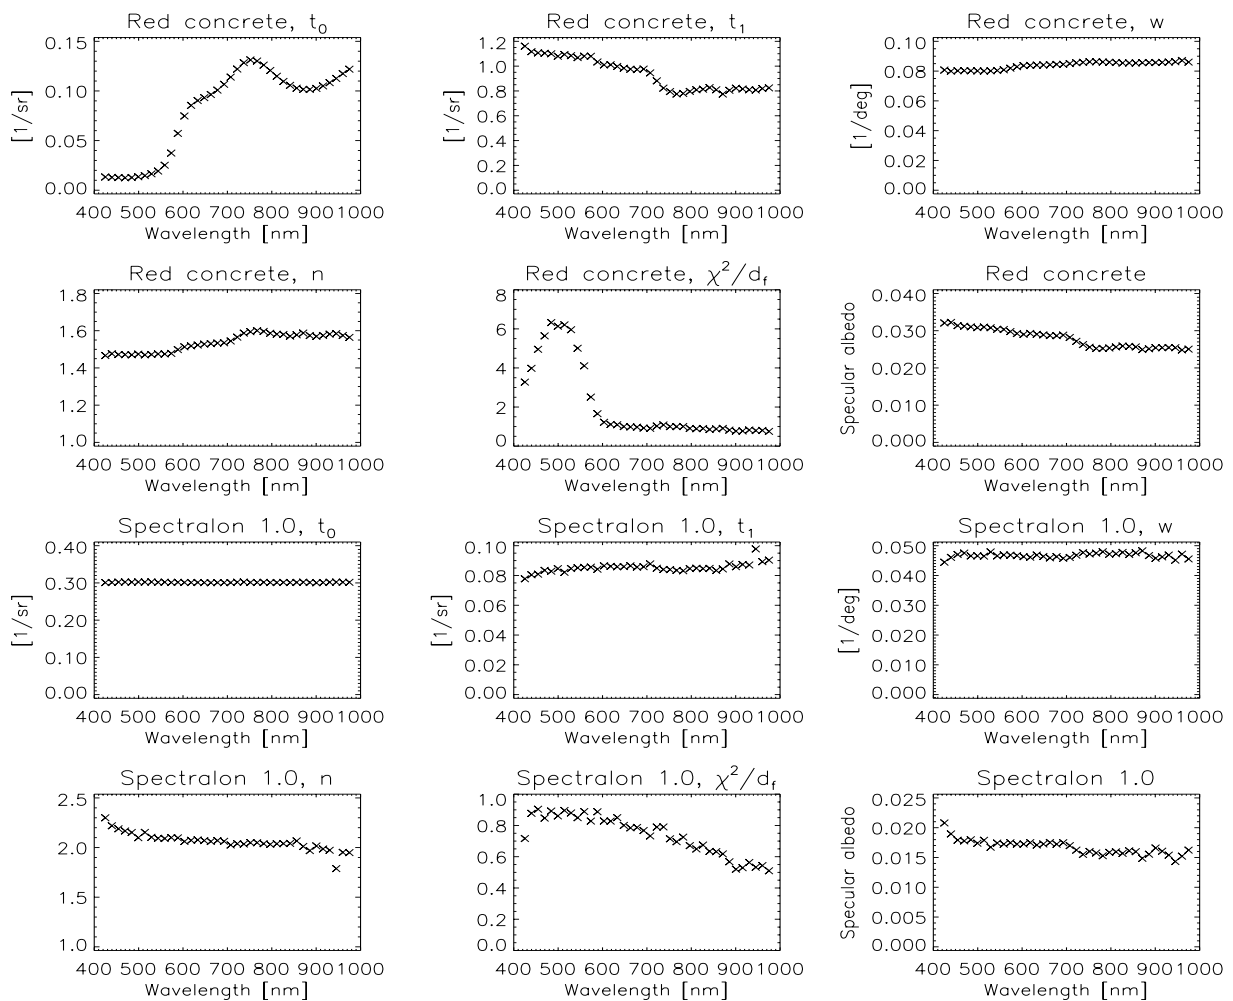 Red concrete, t₀
0.15
0.10
0.05
0.00
[1/sr]
400 500 600 700 800 900 1000
Wavelength [nm]
Red concrete, t₁
1.2
1.0
0.8
0.6
0.4
0.2
0.0
[1/sr]
400 500 600 700 800 900 1000
Wavelength [nm]
Red concrete, w
0.10
0.08
0.06
0.04
0.02
0.00
[1/deg]
400 500 600 700 800 900 1000
Wavelength [nm]
Red concrete, n
1.8
1.6
1.4
1.2
1.0
400 500 600 700 800 900 1000
Wavelength [nm]
Red concrete, χ²/d_f
8
6
4
2
0
400 500 600 700 800 900 1000
Wavelength [nm]
Red concrete
0.040
0.030
0.020
0.010
0.000
Specular albedo
400 500 600 700 800 900 1000
Wavelength [nm]
Spectralon 1.0, t₀
0.40
0.30
0.20
0.10
0.00
[1/sr]
400 500 600 700 800 900 1000
Wavelength [nm]
Spectralon 1.0, t₁
0.10
0.08
0.06
0.04
0.02
0.00
[1/sr]
400 500 600 700 800 900 1000
Wavelength [nm]
Spectralon 1.0, w
0.050
0.040
0.030
0.020
0.010
0.000
[1/deg]
400 500 600 700 800 900 1000
Wavelength [nm]
Spectralon 1.0, n
2.5
2.0
1.5
1.0
400 500 600 700 800 900 1000
Wavelength [nm]
Spectralon 1.0, χ²/d_f
1.0
0.8
0.6
0.4
0.2
0.0
400 500 600 700 800 900 1000
Wavelength [nm]
Spectralon 1.0
0.025
0.020
0.015
0.010
0.005
0.000
Specular albedo
400 500 600 700 800 900 1000
Wavelength [nm]